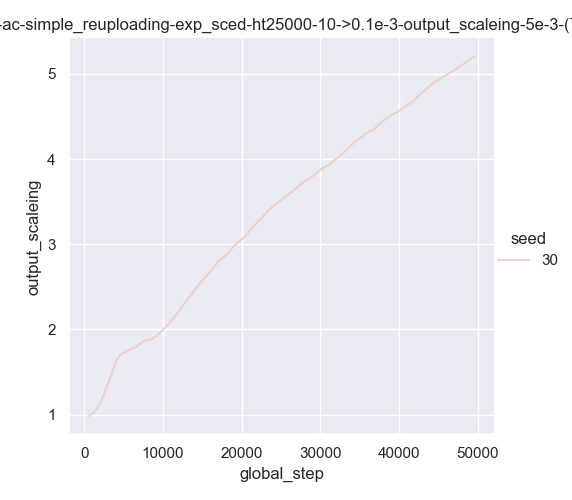 -ac-simple_reuploading-exp_sced-ht25000-10->0.1e-3-output_scaleing-5e-3-(
5
4
3
2
1
output_scaleing
0 10000 20000 30000 40000 50000
global_step
seed
30